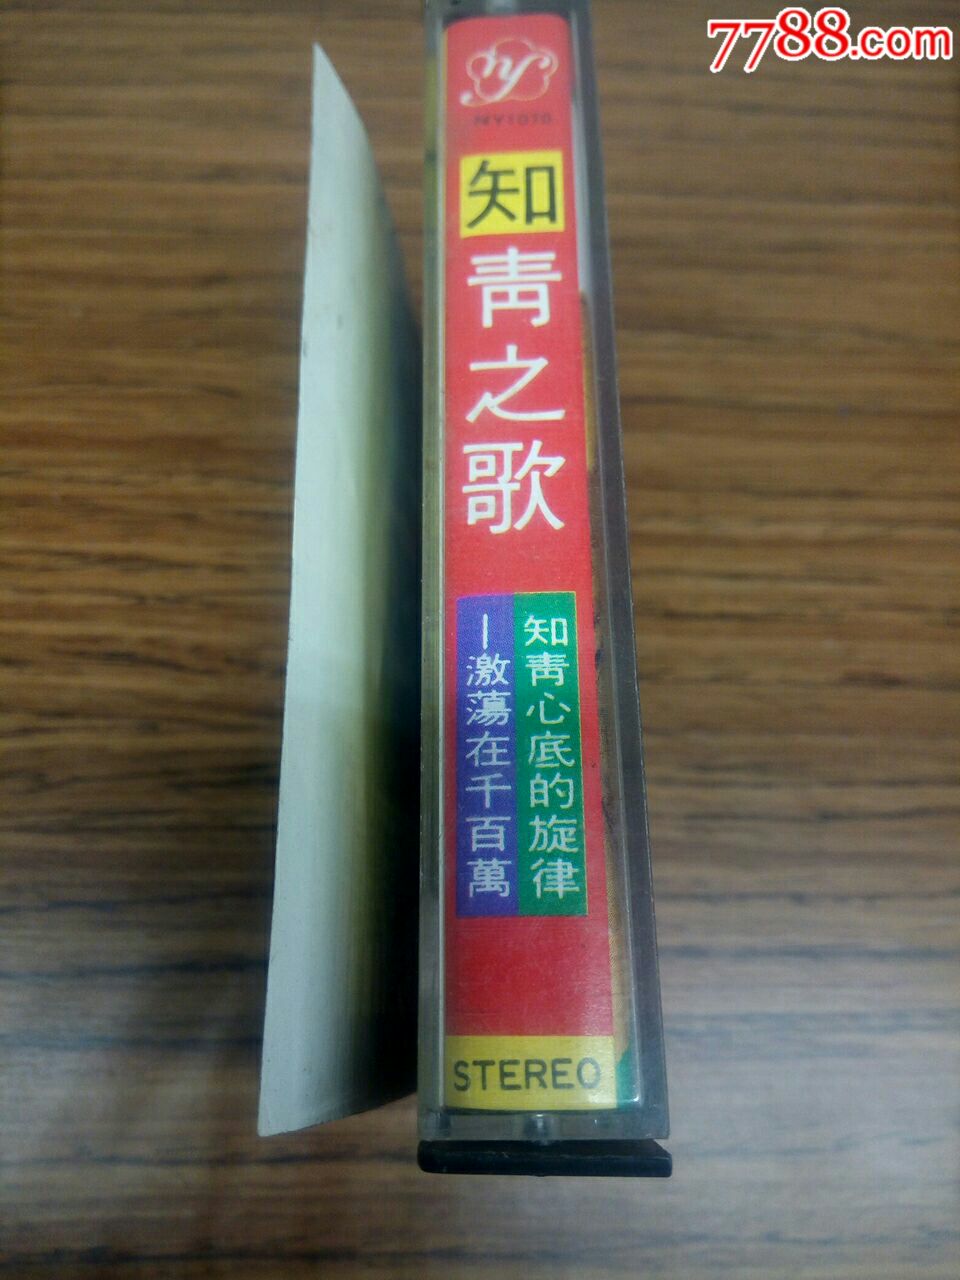 7788.com
知青之歌
—激蕩在千百萬
知青心底的旋律
STEREO